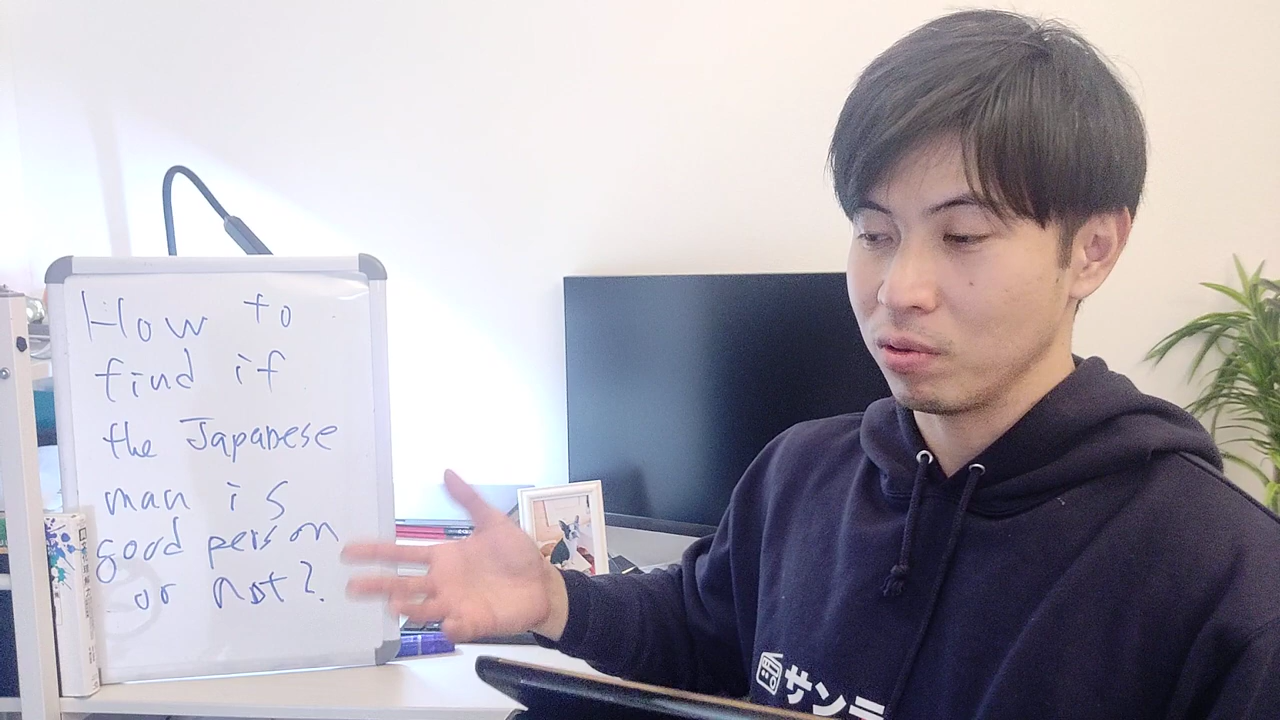 How to
find if
the Japanese
man is
good person
or not?
サンラ